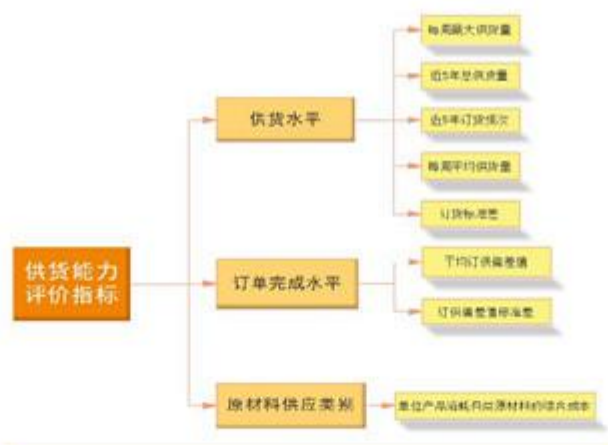 每周最大供货量
近5年总供货量
供货水平
近5年订货频次
每周平均供货量
订货标准差
供货能力
评价指标
平均订供偏差值
订单完成水平
订供偏差值标准差
原材料供应类别
单位产品消耗各类原材料的综合成本